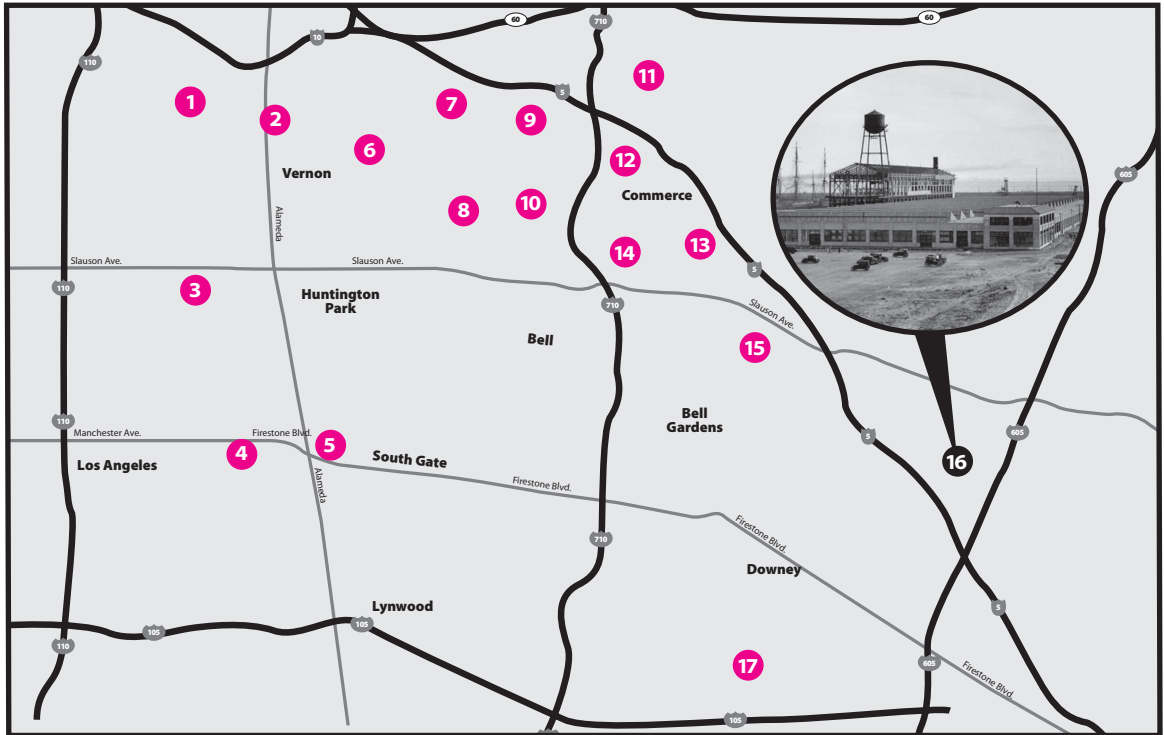 60
710
60
10
110
11
7
5
1
9
2
6
12
Vernon
605
Commerce
10
8
Alameda
13
14
Slauson Ave.
Slauson Ave.
5
110
3
Huntington
Park
710
Slauson Ave.
Bell
15
Bell
Gardens
110
Manchester Ave.
Firestone Blvd.
5
605
5
4
16
Los Angeles
South Gate
Alameda
Firestone Blvd.
Firestone Blvd.
710
Downey
Lynwood
5
105
105
110
17
605
Firestone Blvd.
105